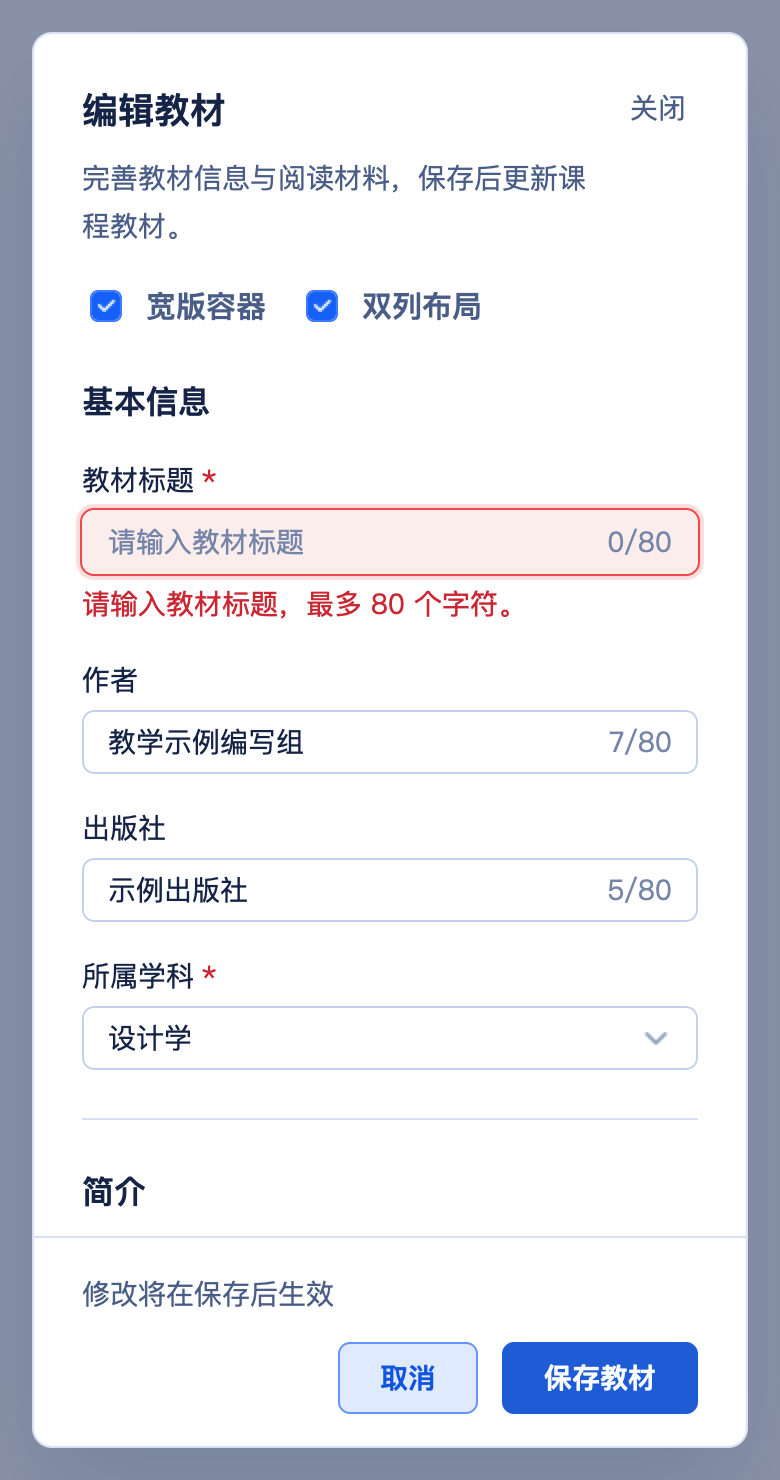 编辑教材
关闭
完善教材信息与阅读材料，保存后更新课
程教材。
宽版容器
双列布局
基本信息
教材标题 *
请输入教材标题
0/80
请输入教材标题，最多 80 个字符。
作者
教学示例编写组
7/80
出版社
示例出版社
5/80
所属学科 *
设计学
简介
修改将在保存后生效
取消
保存教材